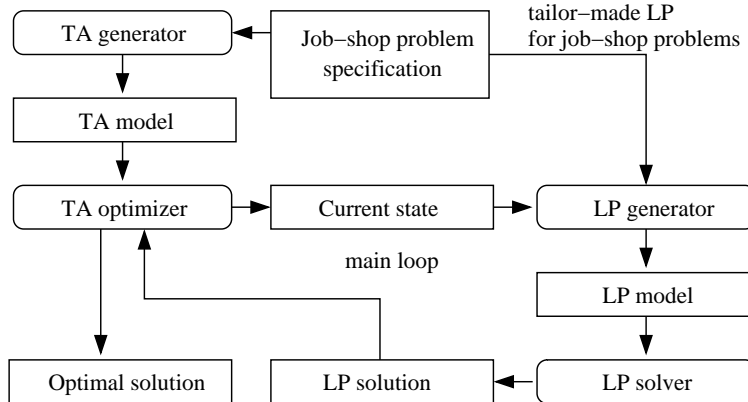 TA generator
Job−shop problem
specification
tailor−made LP
for job−shop problems
TA model
TA optimizer
Current state
LP generator
main loop
LP model
Optimal solution
LP solution
LP solver